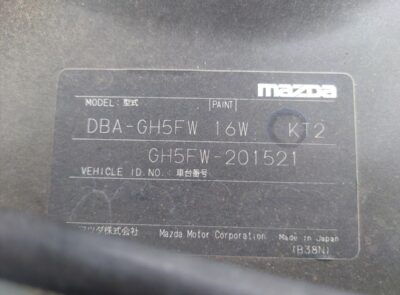 mazda
MODEL: 型式 PAINT
DBA-GH5FW 16W KT2
GH5FW-201521
VEHICLE ID.NO.: 車台番号
マツダ株式会社 Mazda Motor Corporation Made in Japan
(B38N)